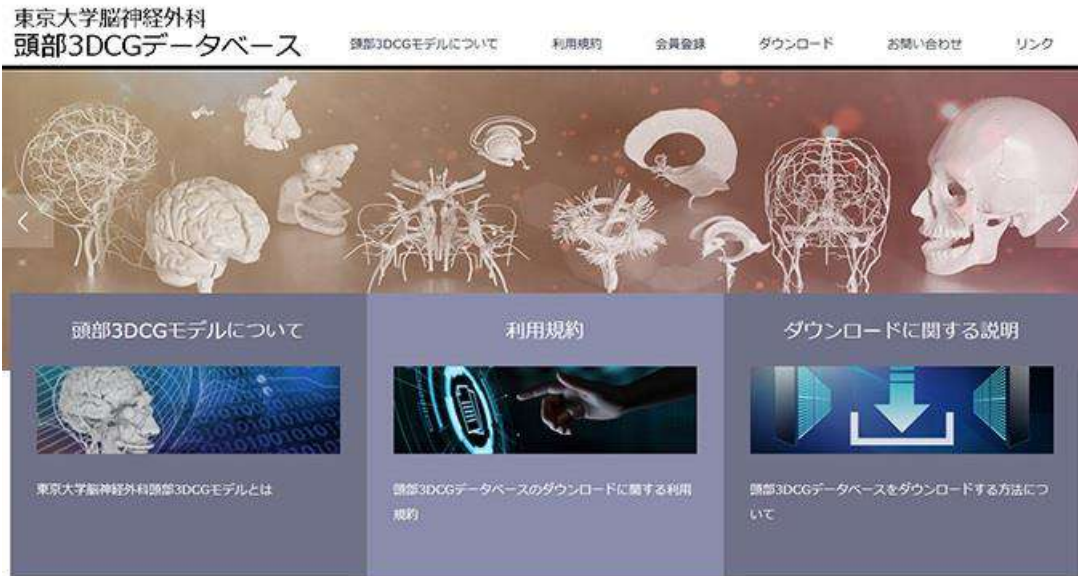 東京大学脳神経外科
頭部3DCGデータベース
頭部3DCGモデルについて
利用規約
会員登録
ダウンロード
お問い合わせ
リンク
頭部3DCGモデルについて
利用規約
ダウンロードに関する説明
東京大学脳神経外科頭部3DCGモデルとは
頭部3DCGデータベースのダウンロードに関する利用
規約
頭部3DCGデータベースをダウンロードする方法につ
いて